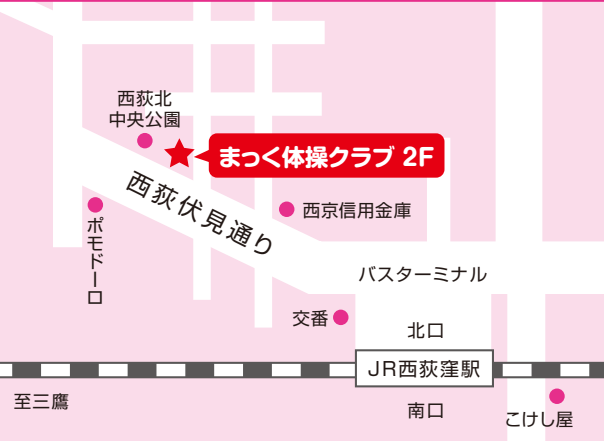 西荻北
中央公園
まっく体操クラブ 2F
西荻伏見通り
西京信用金庫
ポモドーロ
バスターミナル
交番
北口
JR西荻窪駅
至三鷹
南口
こけし屋